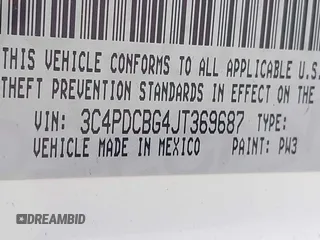 THIS VEHICLE CONFORMS TO ALL APPLICABLE U.S.
THEFT PREVENTION STANDARDS IN EFFECT ON THE
VIN: 3C4PDCBG4JT369687 TYPE:
VEHICLE MADE IN MEXICO PAINT: PW3
DREAMBID